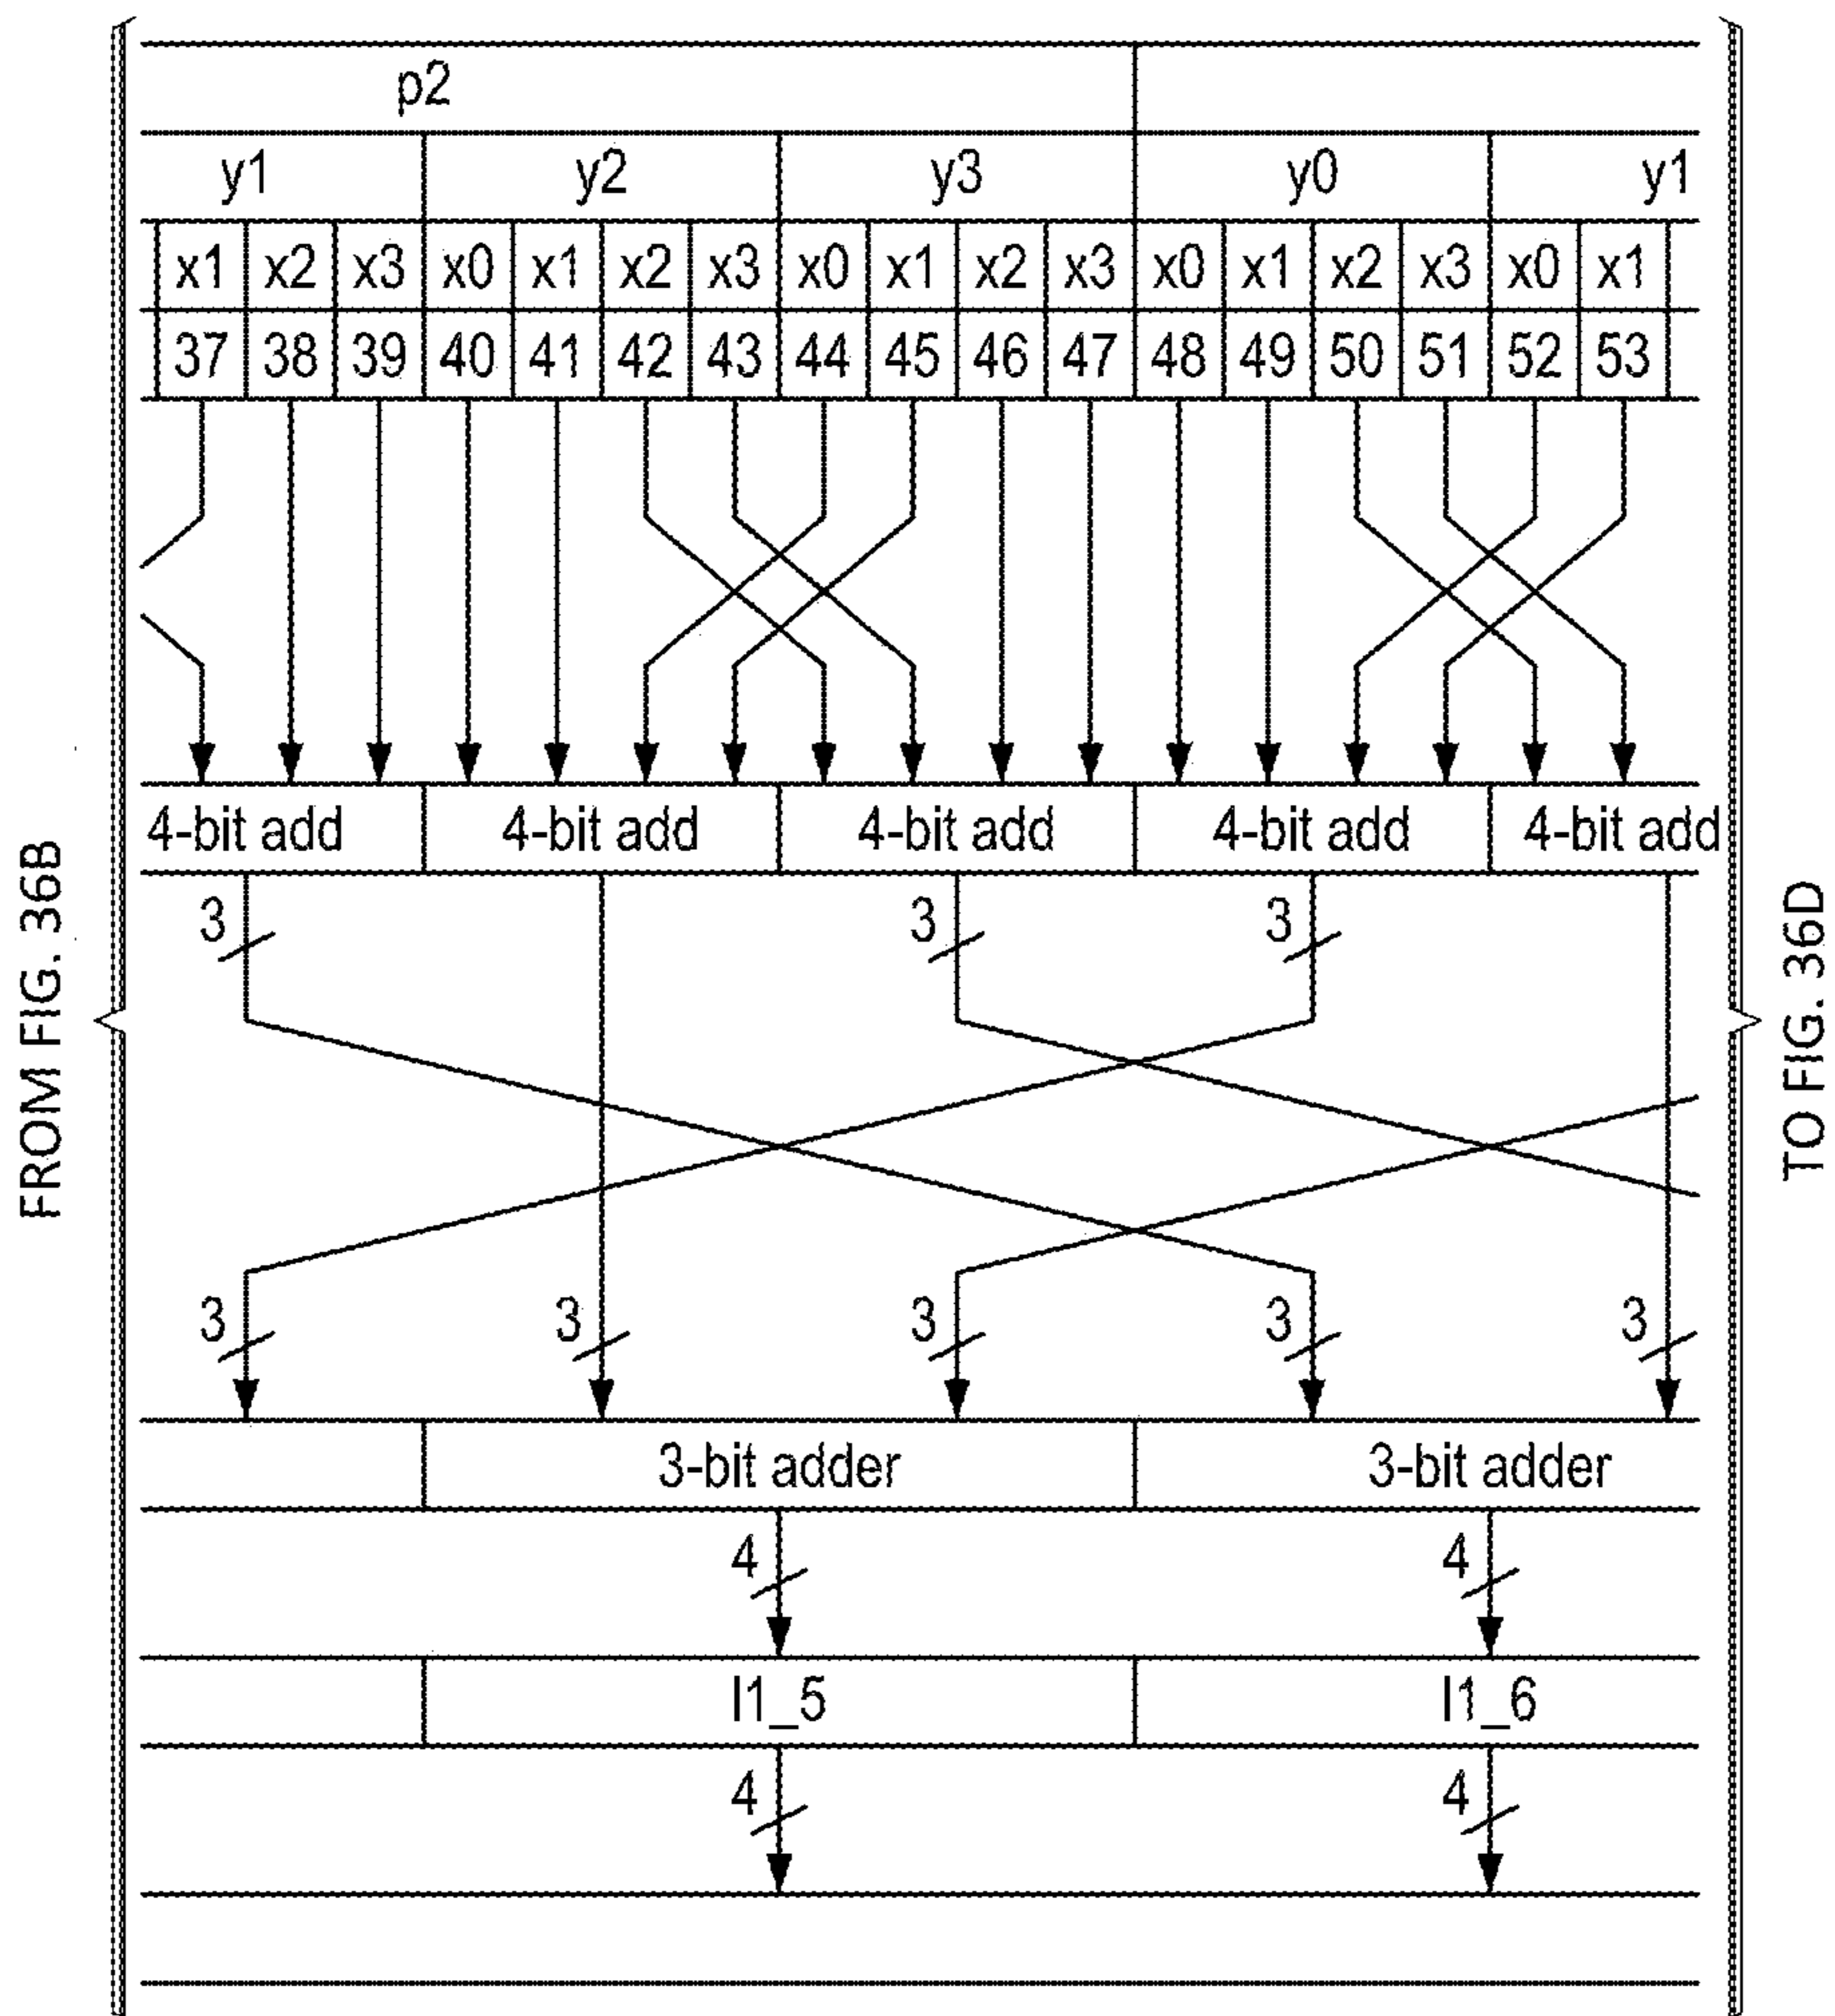 p2
y1 y2 y3 y0 y1
x1 x2 x3 x0 x1 x2 x3 x0 x1 x2 x3 x0 x1 x2 x3 x0 x1
37 38 39 40 41 42 43 44 45 46 47 48 49 50 51 52 53
4-bit add 4-bit add 4-bit add 4-bit add 4-bit add
3 3 3
3 3 3 3 3
3-bit adder 3-bit adder
4 4
l1_5 l1_6
4 4
FROM FIG. 36B
TO FIG. 36D